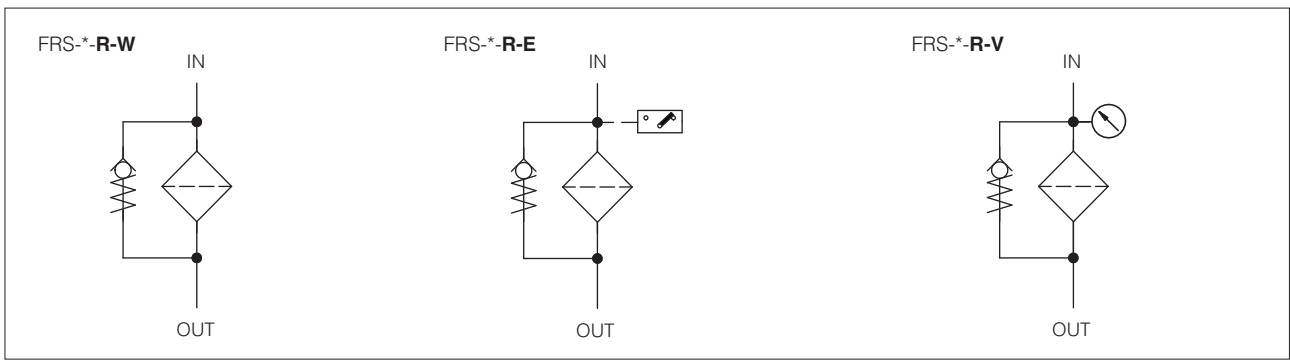 FRS-*-R-W
IN
OUT
FRS-*-R-E
IN
OUT
FRS-*-R-V
IN
OUT